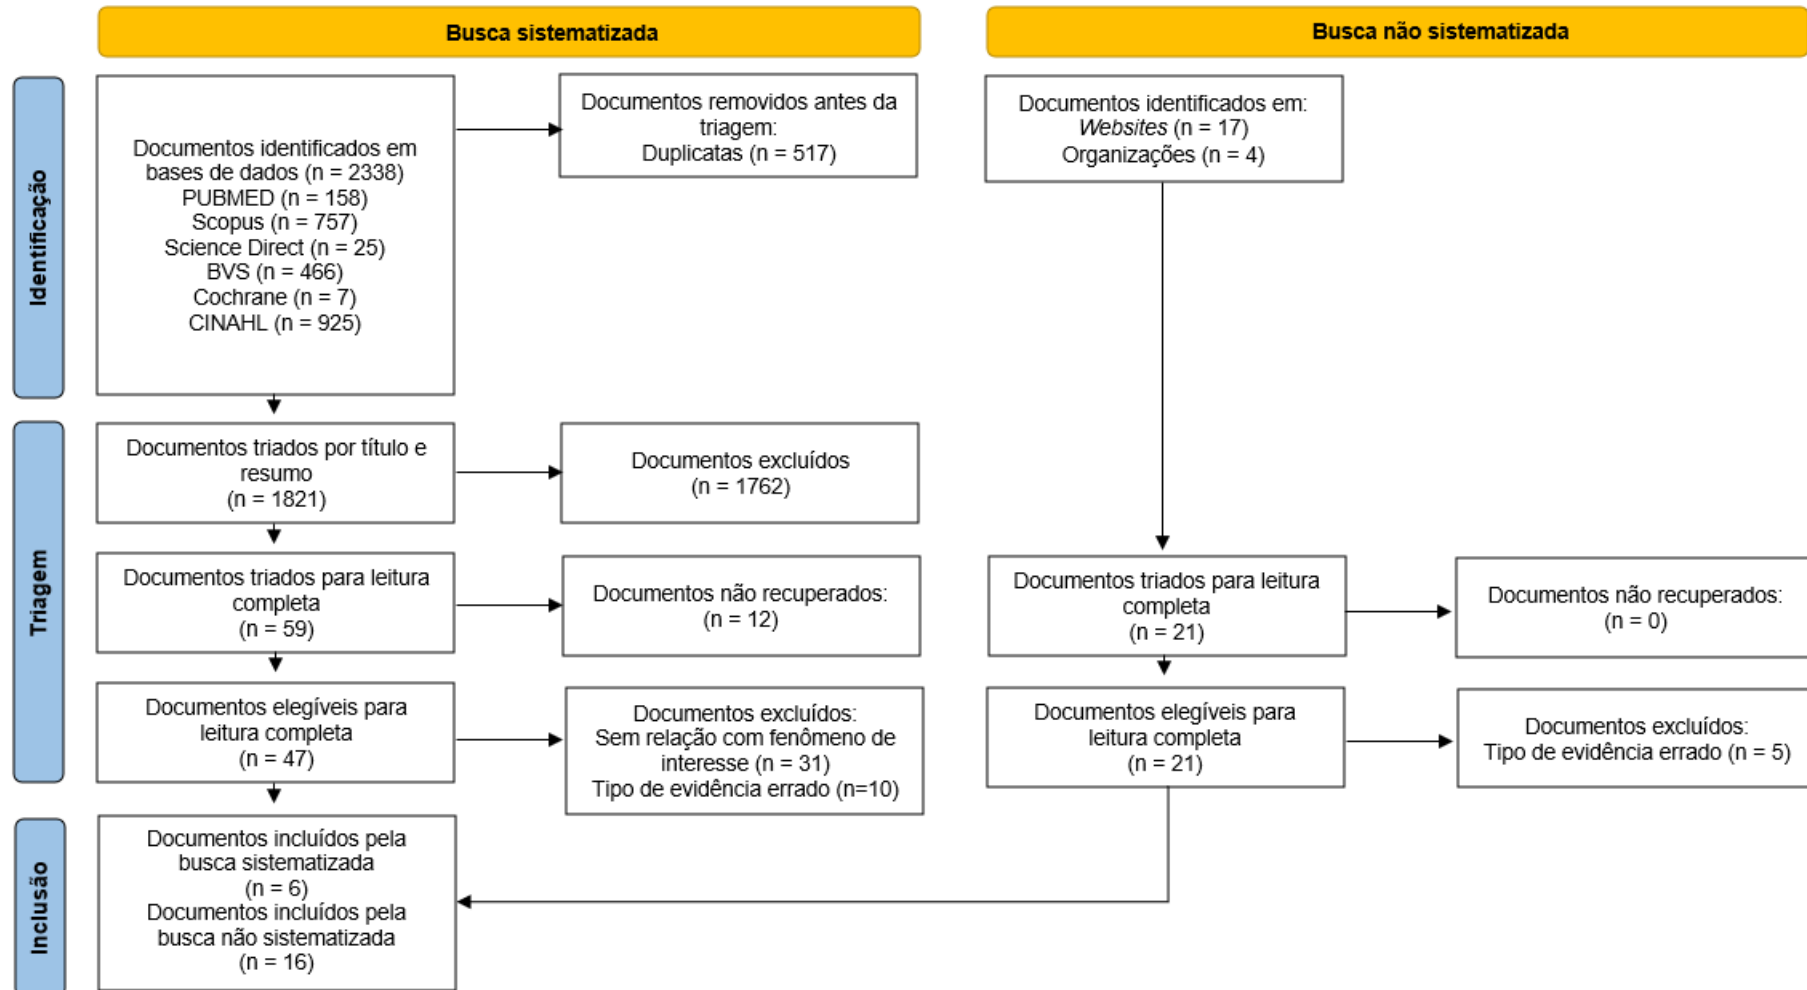 Busca sistematizada
Busca não sistematizada
Identificação
Documentos identificados em
bases de dados (n = 2338)
PUBMED (n = 158)
Scopus (n = 757)
Science Direct (n = 25)
BVS (n = 466)
Cochrane (n = 7)
CINAHL (n = 925)
Documentos removidos antes da
triagem:
Duplicatas (n = 517)
Documentos identificados em:
Websites (n = 17)
Organizações (n = 4)
Triagem
Documentos triados por título e
resumo
(n = 1821)
Documentos excluídos
(n = 1762)
Documentos triados para leitura
completa
(n = 59)
Documentos não recuperados:
(n = 12)
Documentos triados para leitura
completa
(n = 21)
Documentos não recuperados:
(n = 0)
Documentos elegíveis para
leitura completa
(n = 47)
Documentos excluídos:
Sem relação com fenômeno de
interesse (n = 31)
Tipo de evidência errado (n=10)
Documentos elegíveis para
leitura completa
(n = 21)
Documentos excluídos:
Tipo de evidência errado (n = 5)
Inclusão
Documentos incluídos pela
busca sistematizada
(n = 6)
Documentos incluídos pela
busca não sistematizada
(n = 16)